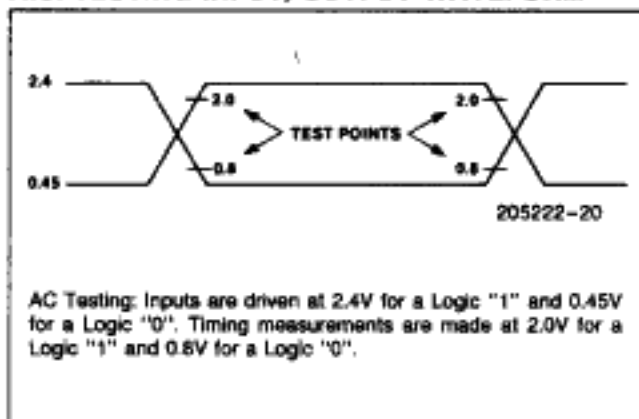 2.4
2.0
2.0
TEST POINTS
0.8
0.8
0.45
205222-20
AC Testing: Inputs are driven at 2.4V for a Logic "1" and 0.45V
for a Logic "0". Timing measurements are made at 2.0V for a
Logic "1" and 0.8V for a Logic "0".